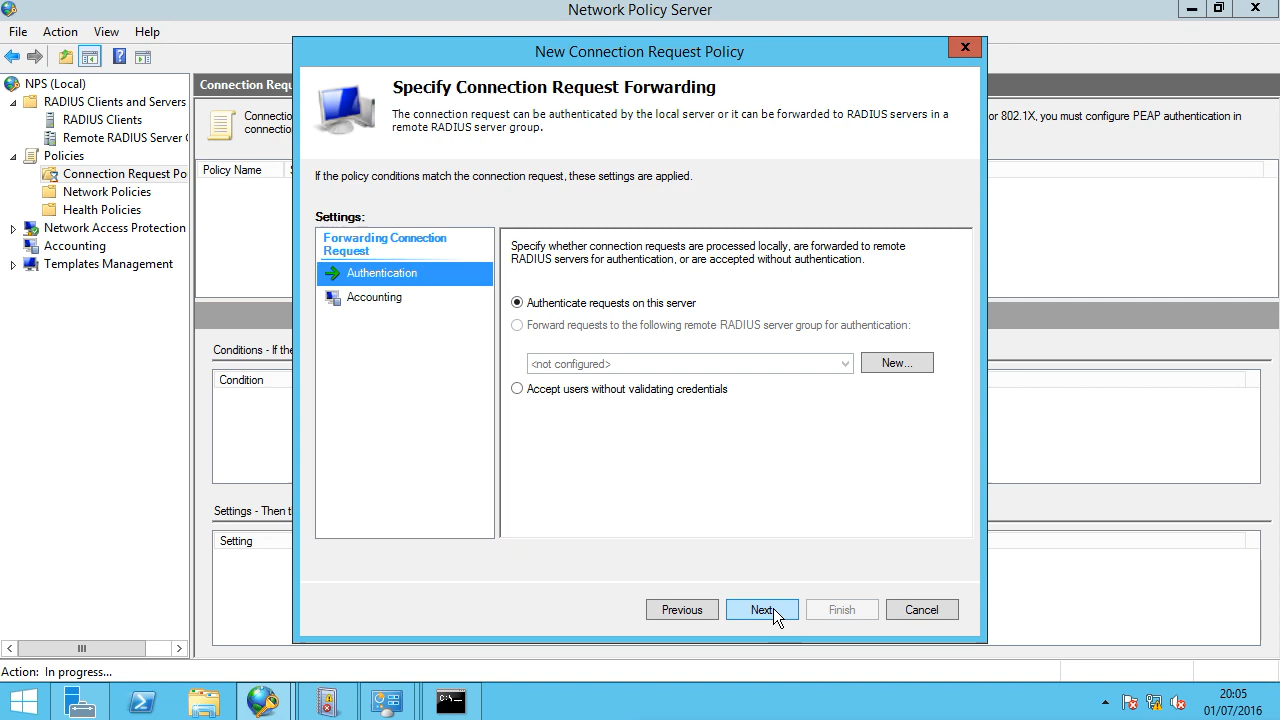 Network Policy Server
File Action View Help
NPS (Local)
RADIUS Clients and Servers
RADIUS Clients
Remote RADIUS Server
Policies
Connection Request Po
Network Policies
Health Policies
Network Access Protection
Accounting
Templates Management
Connection Requ
Connectio
connectio
or 802.1X, you must configure PEAP authentication in
Policy Name
Conditions - If the
Condition
Settings - Then th
Setting
New Connection Request Policy
Specify Connection Request Forwarding
The connection request can be authenticated by the local server or it can be forwarded to RADIUS servers in a
remote RADIUS server group.
If the policy conditions match the connection request, these settings are applied.
Settings:
Forwarding Connection
Request
Authentication
Accounting
Specify whether connection requests are processed locally, are forwarded to remote
RADIUS servers for authentication, or are accepted without authentication.
Authenticate requests on this server
Forward requests to the following remote RADIUS server group for authentication:
<not configured>
New...
Accept users without validating credentials
Previous
Next
Finish
Cancel
Action: In progress...
C:\
20:05
01/07/2016